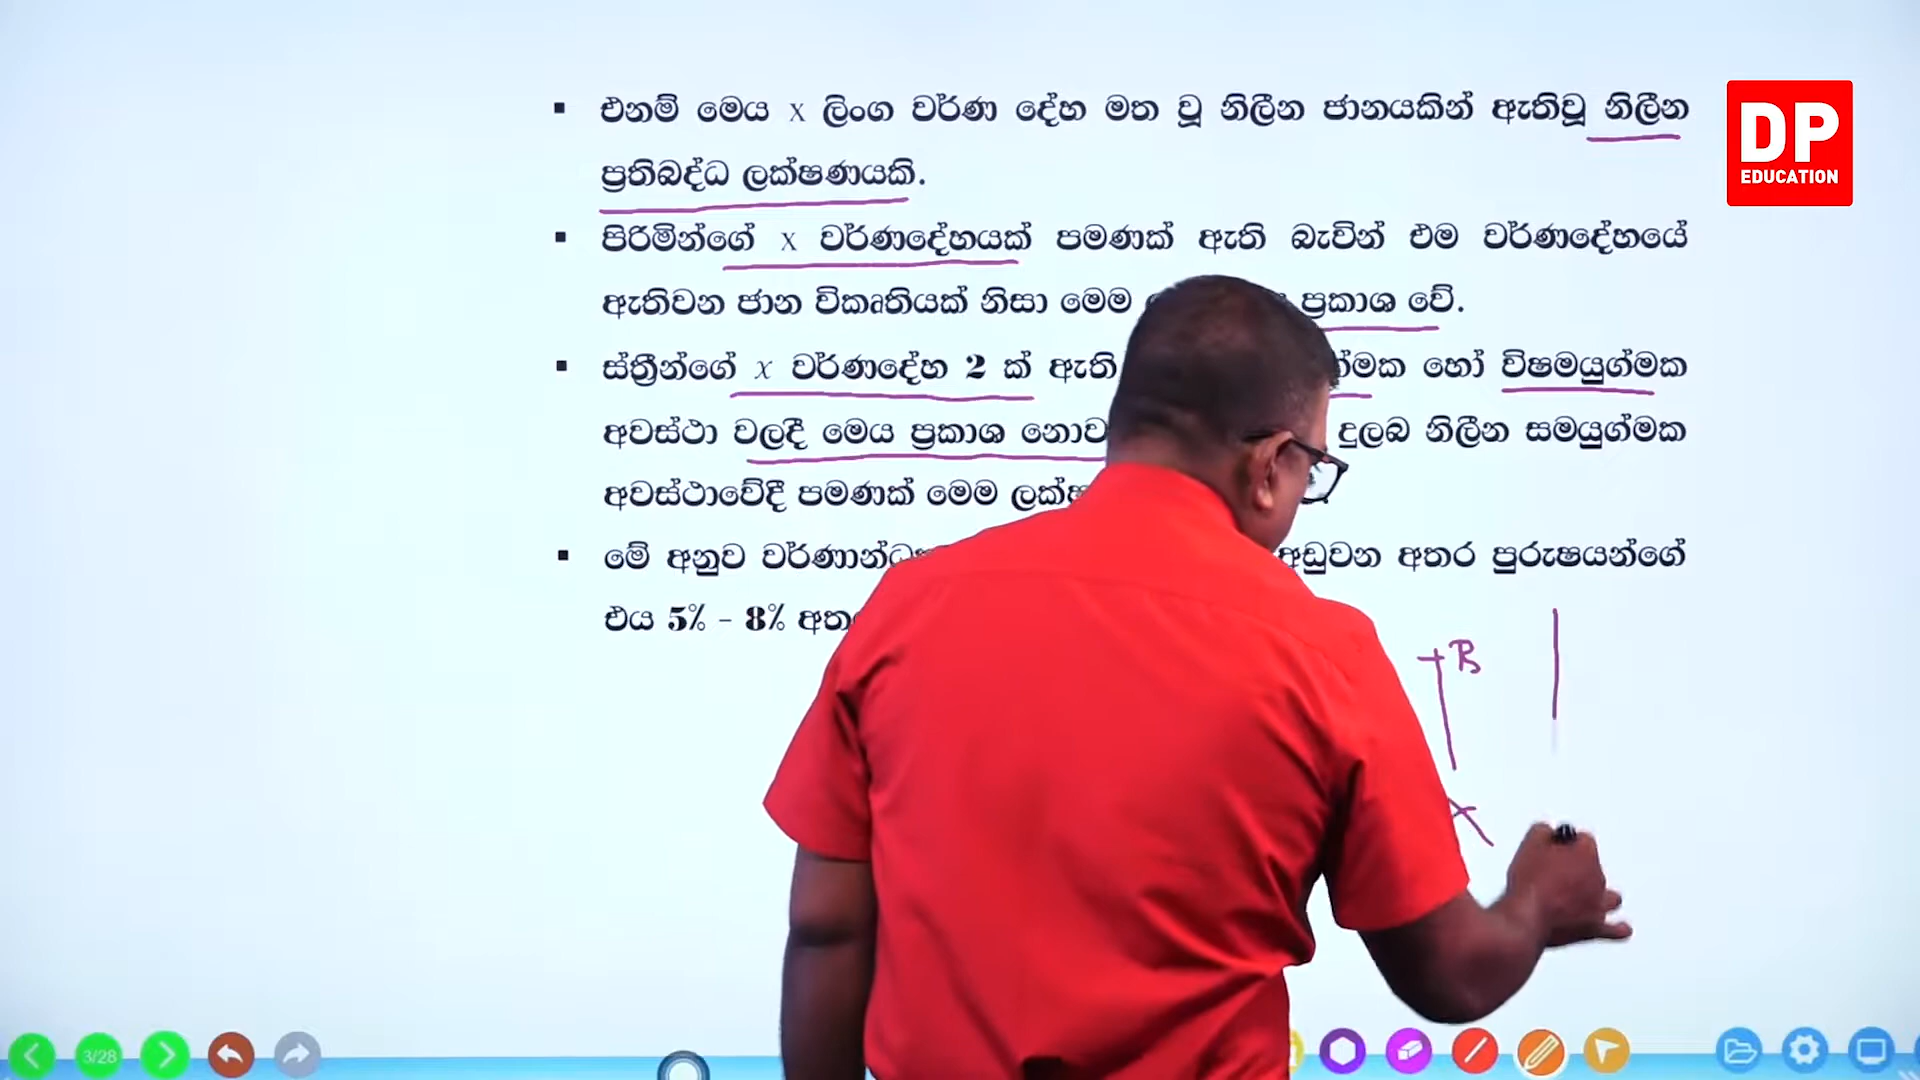 එනම් මෙය x ලිංග වර්ණ දේහ මත වූ නිලීන ජානයකින් ඇතිවූ නිලීන
ප්‍රතිබද්ධ ලක්ෂණයකි.
පිරිමින්ගේ x වර්ණදේහයක් පමණක් ඇති බැවින් එම වර්ණදේහයේ
ඇතිවන ජාන විකෘතියක් නිසා මෙම ප්‍රකාශ වේ.
ස්ත්‍රීන්ගේ x වර්ණදේහ 2 ක් ඇති හෝ විෂමයුග්මක
අවස්ථා වලදී මෙය ප්‍රකාශ දුලබ නිලීන සමයුග්මක
අවස්ථාවේදී පමණක් මෙම
මේ අනුව අඩුවන අතර පුරුෂයන්ගේ
එය 5% - 8%
B
x
DP
EDUCATION
3/28